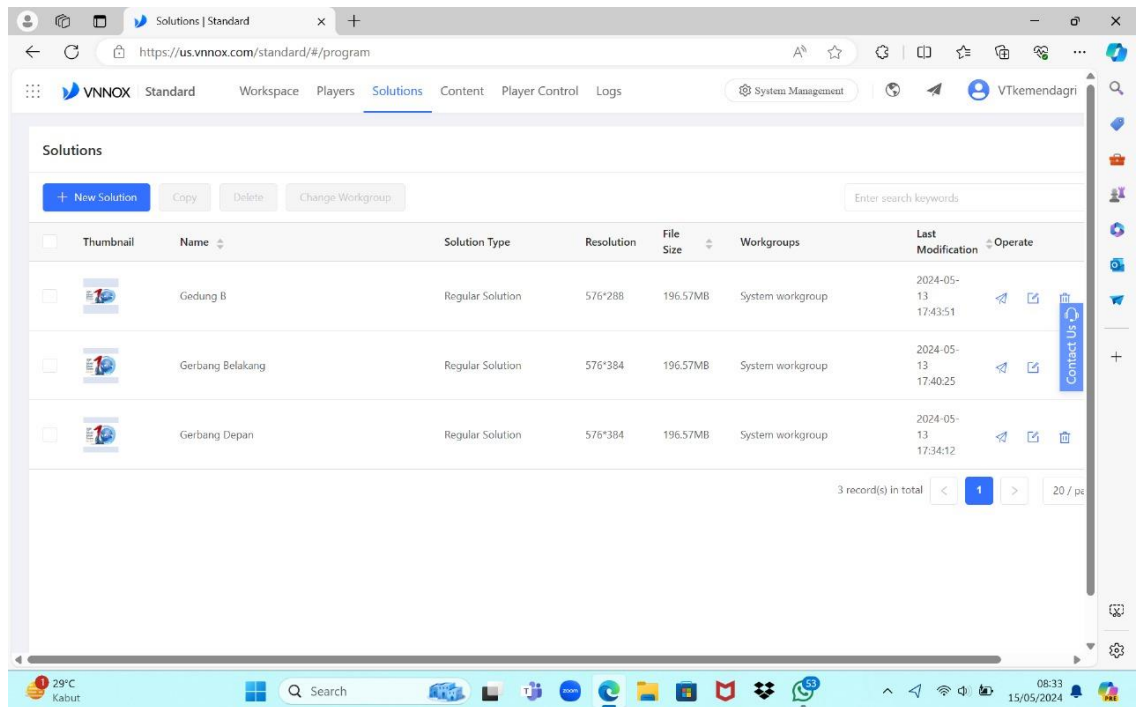 Solutions | Standard
https://us.vnnox.com/standard/#/program
VNNOX Standard Workspace Players Solutions Content Player Control Logs System Management VTkemendagri
Solutions
+ New Solution Copy Delete Change Workgroup Enter search keywords
Thumbnail Name Solution Type Resolution File Size Workgroups Last Modification Operate
Gedung B Regular Solution 576*288 196.57MB System workgroup 2024-05-13 17:43:51
Gerbang Belakang Regular Solution 576*384 196.57MB System workgroup 2024-05-13 17:40:25
Gerbang Depan Regular Solution 576*384 196.57MB System workgroup 2024-05-13 17:34:12
Contact Us
3 record(s) in total < 1 > 20 / pa
1 29°C
Kabut
Search
zoom
53
PRE
08:33
15/05/2024